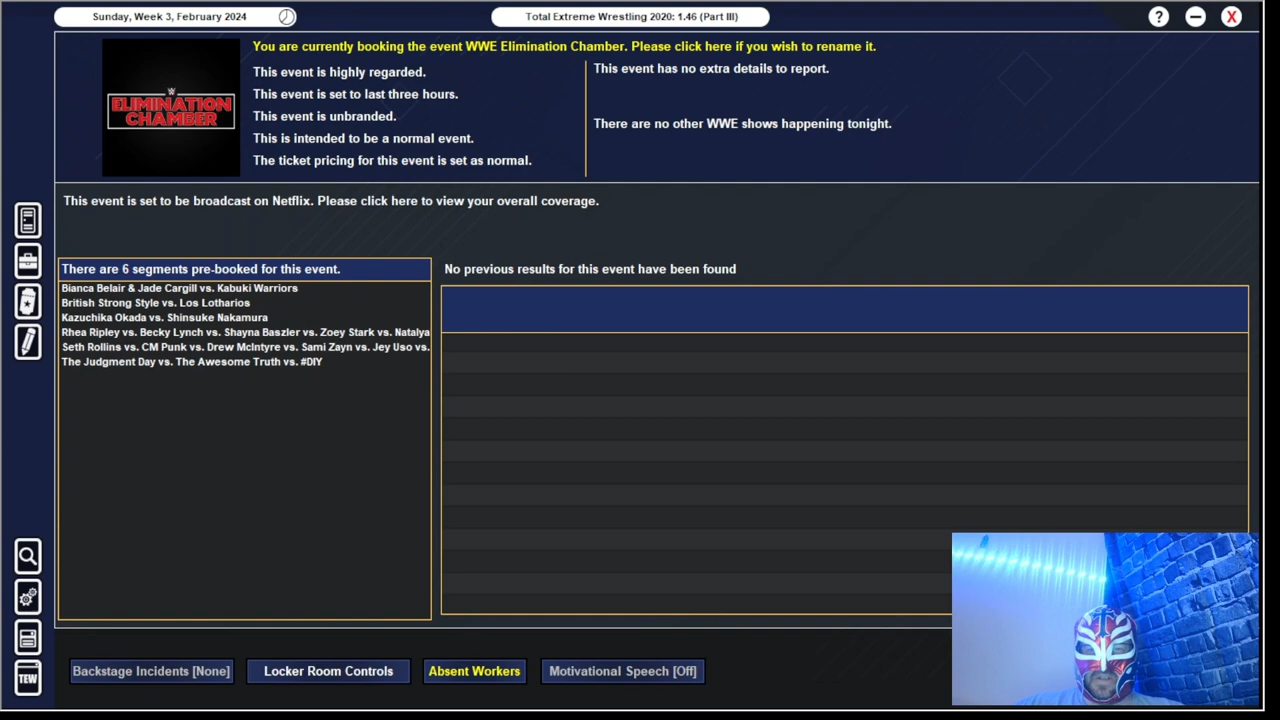 Sunday, Week 3, February 2024
Total Extreme Wrestling 2020: 1.46 (Part III)
?
X
You are currently booking the event WWE Elimination Chamber. Please click here if you wish to rename it.
W
ELIMINATION
CHAMBER
This event is highly regarded.
This event is set to last three hours.
This event is unbranded.
This is intended to be a normal event.
The ticket pricing for this event is set as normal.
This event has no extra details to report.
There are no other WWE shows happening tonight.
This event is set to be broadcast on Netflix. Please click here to view your overall coverage.
There are 6 segments pre-booked for this event.
Bianca Belair & Jade Cargill vs. Kabuki Warriors
British Strong Style vs. Los Lotharios
Kazuchika Okada vs. Shinsuke Nakamura
Rhea Ripley vs. Becky Lynch vs. Shayna Baszler vs. Zoey Stark vs. Natalya
Seth Rollins vs. CM Punk vs. Drew McIntyre vs. Sami Zayn vs. Jey Uso vs.
The Judgment Day vs. The Awesome Truth vs. #DIY
No previous results for this event have been found
TEW
Backstage Incidents [None]
Locker Room Controls
Absent Workers
Motivational Speech [Off]